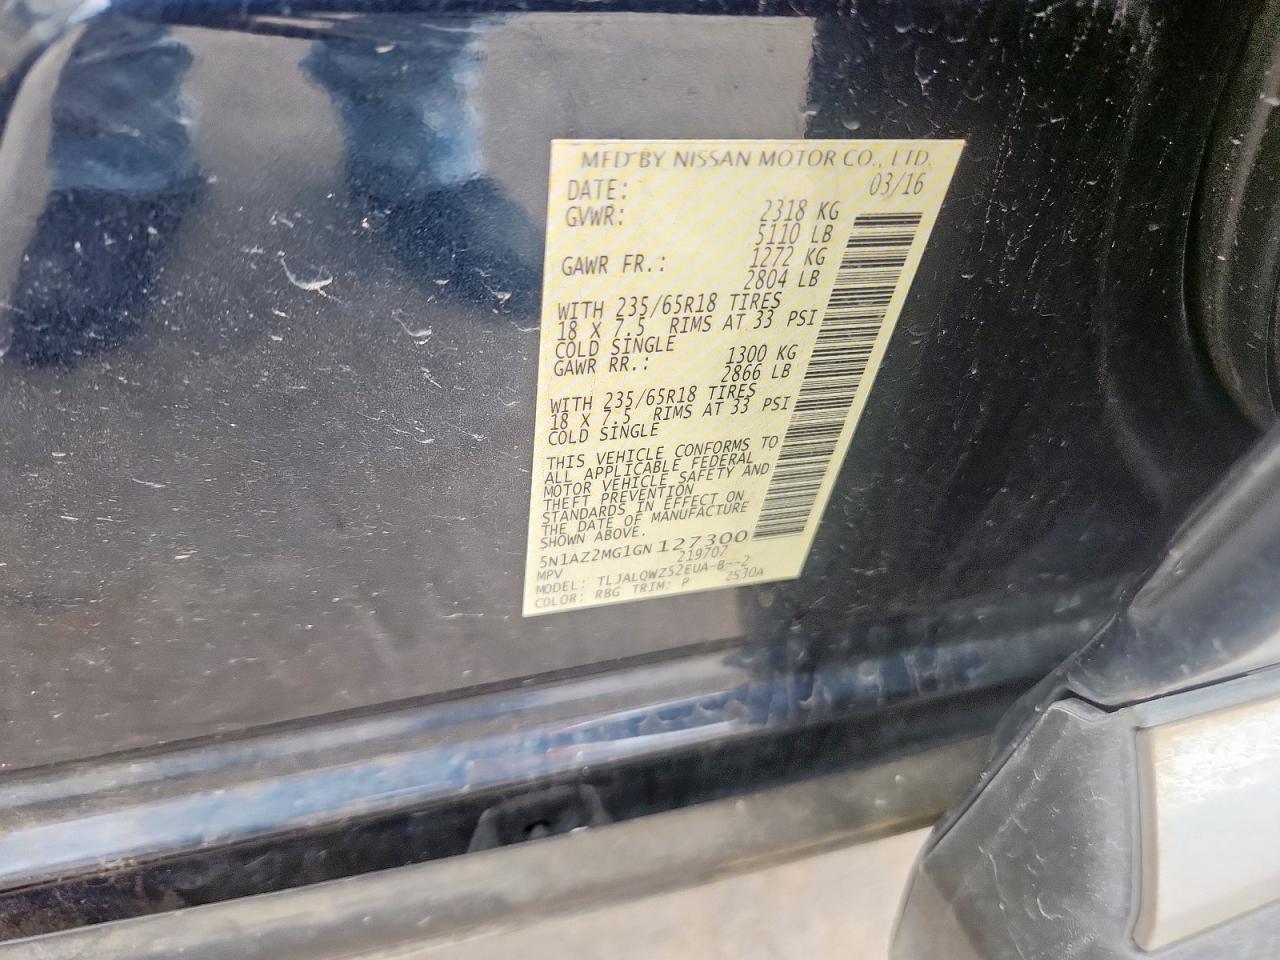 MFD BY NISSAN MOTOR CO., LTD.
DATE: 03/16
GVWR: 2318 KG
5110 LB
GAWR FR.: 1272 KG
2804 LB
WITH 235/65R18 TIRES
18 X 7.5 RIMS AT 33 PSI
COLD SINGLE
GAWR RR.: 1300 KG
2866 LB
WITH 235/65R18 TIRES
18 X 7.5 RIMS AT 33 PSI
COLD SINGLE
THIS VEHICLE CONFORMS TO
ALL APPLICABLE FEDERAL
MOTOR VEHICLE SAFETY AND
THEFT PREVENTION
STANDARDS IN EFFECT ON
THE DATE OF MANUFACTURE
SHOWN ABOVE.
5N1AZ2MG1GN127300
MPV 219707
MODEL: TLJALQWZ52EUA-B--2
COLOR: RBG TRIM: P 2S30A